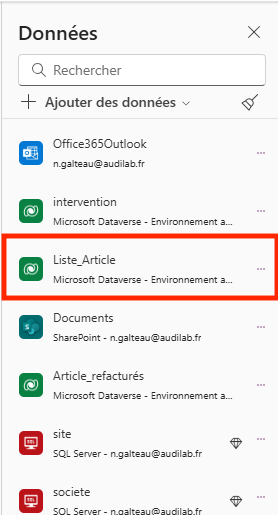 Données
Rechercher
Ajouter des données
Office365Outlook
n.galteau@audilab.fr
intervention
Microsoft Dataverse - Environnement a...
Liste_Article
Microsoft Dataverse - Environnement a...
Documents
SharePoint - n.galteau@audilab.fr
Article_refacturés
Microsoft Dataverse - Environnement a...
site
SQL Server - n.galteau@audilab.fr
societe
SQL Server - n.galteau@audilab.fr